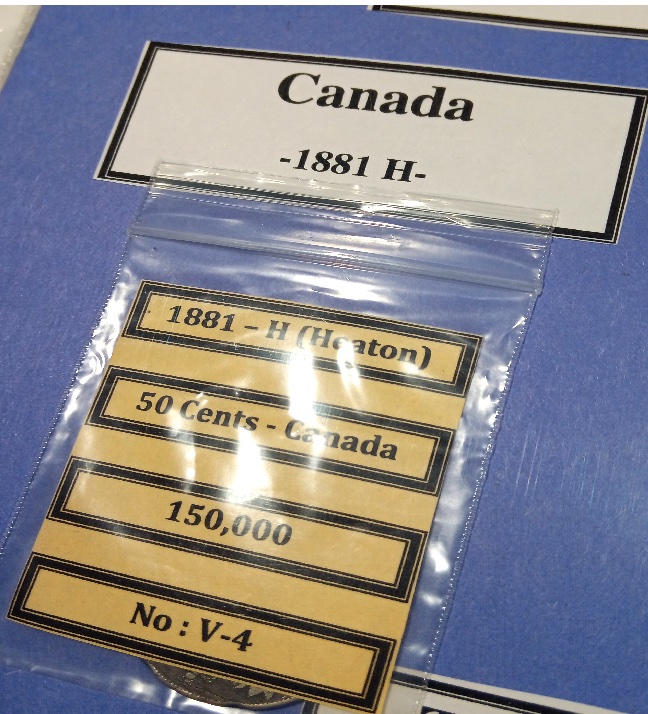 Canada
-1881 H-
1881 – H (Heaton)
50 Cents - Canada
150,000
No : V-4